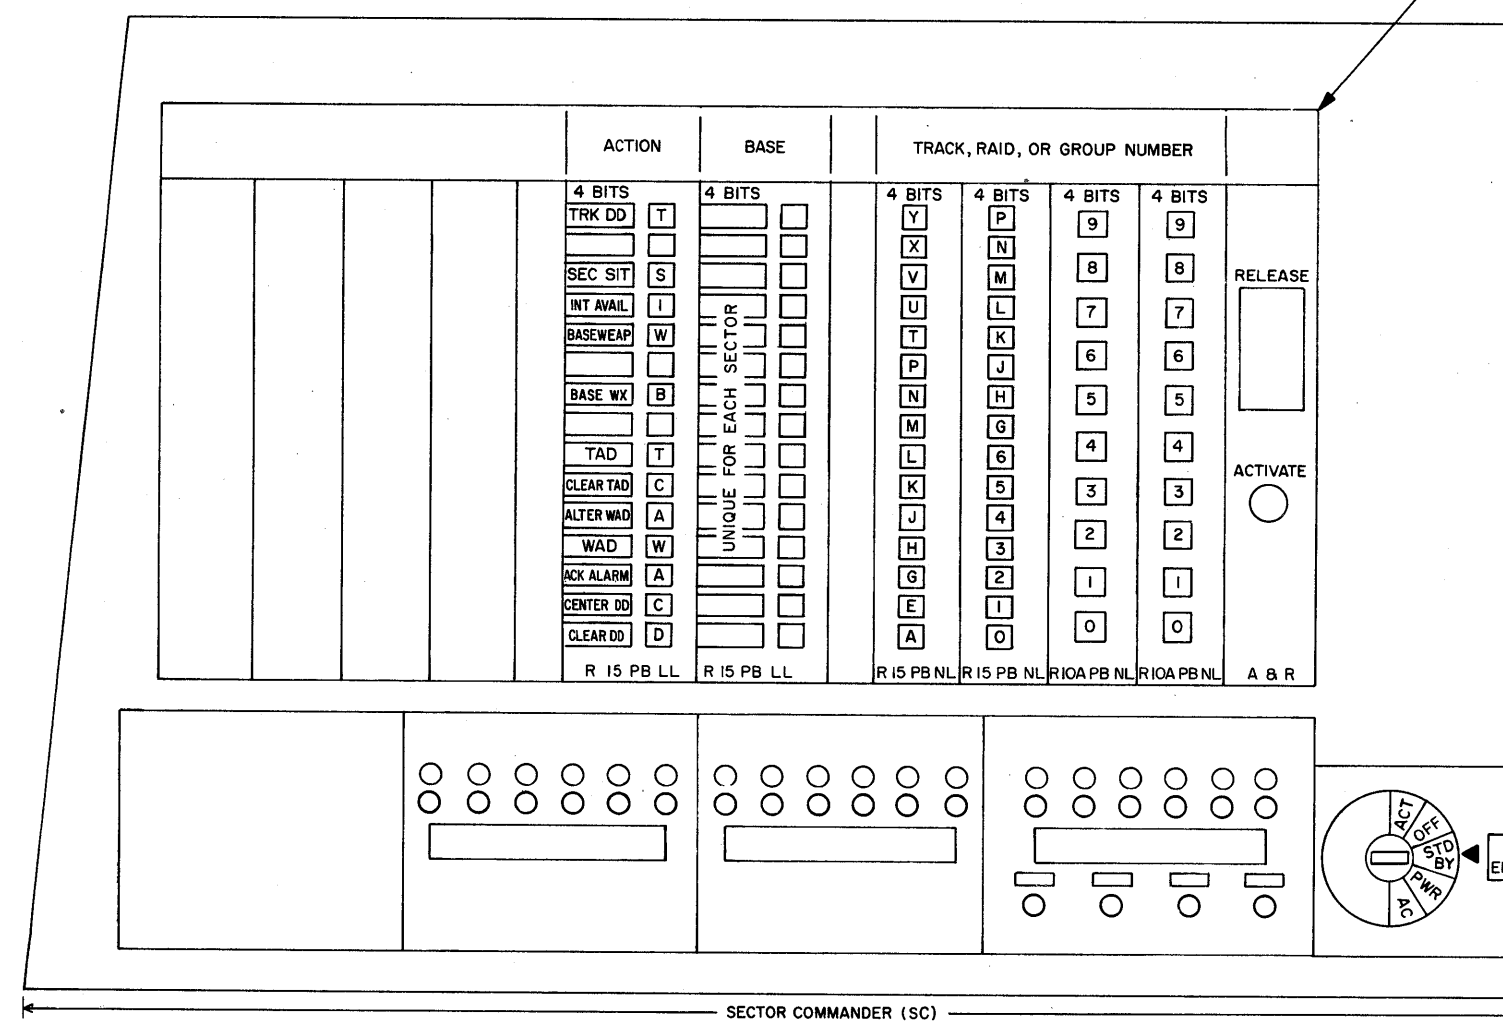 ACTION
BASE
TRACK, RAID, OR GROUP NUMBER
4 BITS
TRK DD T
SEC SIT S
INT AVAIL I
BASEWEAP W
BASE WX B
TAD T
CLEAR TAD C
ALTER WAD A
WAD W
ACK ALARM A
CENTER DD C
CLEAR DD D
R 15 PB LL
4 BITS
UNIQUE FOR EACH SECTOR
R 15 PB LL
4 BITS
Y
X
V
U
T
P
N
M
L
K
J
H
G
E
A
R 15 PB NL
4 BITS
P
N
M
L
K
J
H
G
6
5
4
3
2
1
0
R 15 PB NL
4 BITS
9
8
7
6
5
4
3
2
1
0
R10A PB NL
4 BITS
9
8
7
6
5
4
3
2
1
0
R10A PB NL
RELEASE
ACTIVATE
A & R
ACT
OFF
STD
BY
PWR
AC
SECTOR COMMANDER (SC)